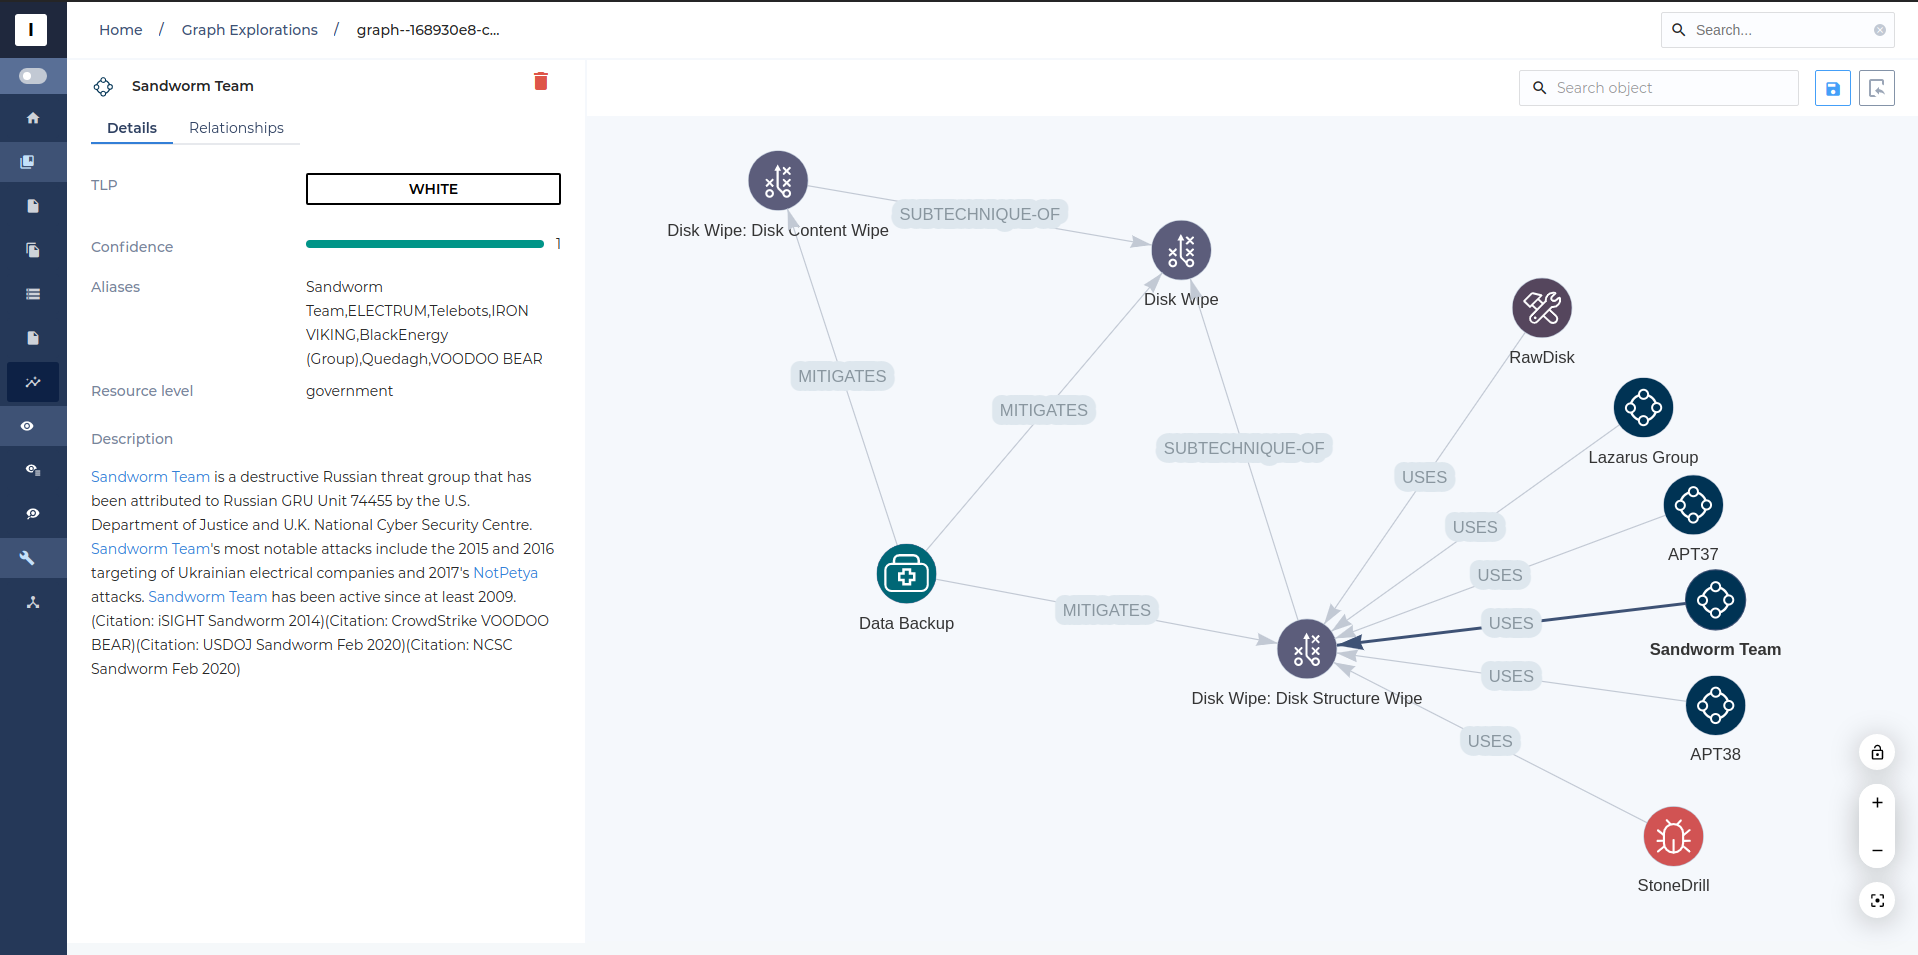 I
Home / Graph Explorations / graph--168930e8-c...
Search...
Sandworm Team
Details Relationships
TLP WHITE
Confidence 1
Aliases Sandworm
Team,ELECTRUM,Telebots,IRON
VIKING,BlackEnergy
(Group),Quedagh,VOODOO BEAR
Resource level government
Description
Sandworm Team is a destructive Russian threat group that has
been attributed to Russian GRU Unit 74455 by the U.S.
Department of Justice and U.K. National Cyber Security Centre.
Sandworm Team's most notable attacks include the 2015 and 2016
targeting of Ukrainian electrical companies and 2017's NotPetya
attacks. Sandworm Team has been active since at least 2009.
(Citation: iSIGHT Sandworm 2014)(Citation: CrowdStrike VOODOO
BEAR)(Citation: USDOJ Sandworm Feb 2020)(Citation: NCSC
Sandworm Feb 2020)
Search object
SUBTECHNIQUE-OF
Disk Wipe: Disk Content Wipe
Disk Wipe
RawDisk
MITIGATES
MITIGATES
SUBTECHNIQUE-OF
Lazarus Group
USES
USES
APT37
USES
Data Backup
MITIGATES
USES
Sandworm Team
USES
Disk Wipe: Disk Structure Wipe
USES
APT38
StoneDrill